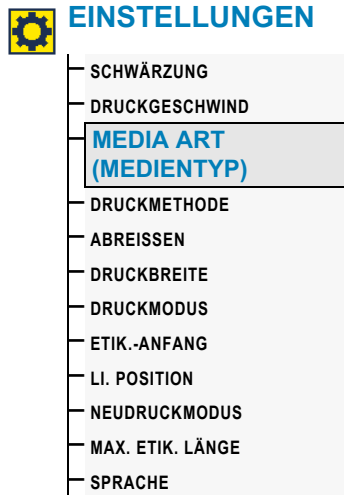 EINSTELLUNGEN
SCHWÄRZUNG
DRUCKGESCHWIND
MEDIA ART
(MEDIENTYP)
DRUCKMETHODE
ABREISSEN
DRUCKBREITE
DRUCKMODUS
ETIK.-ANFANG
LI. POSITION
NEUDRUCKMODUS
MAX. ETIK. LÄNGE
SPRACHE